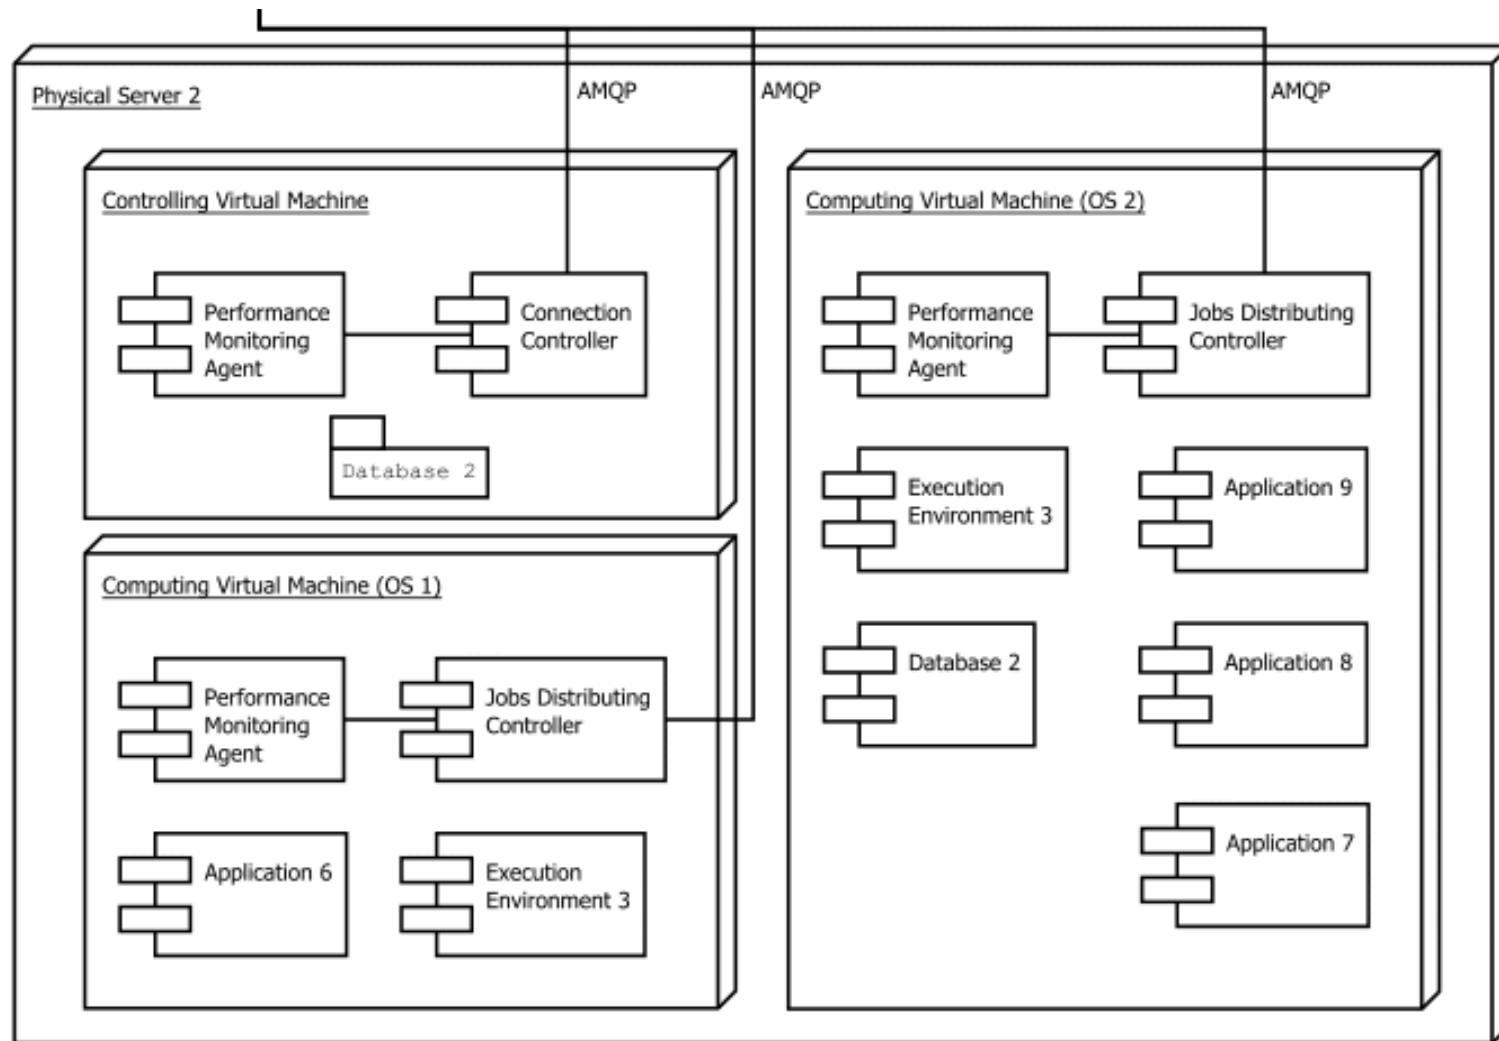 AMQP
AMQP
AMQP
Physical Server 2
Controlling Virtual Machine
Performance
Monitoring
Agent
Connection
Controller
Database 2
Computing Virtual Machine (OS 1)
Performance
Monitoring
Agent
Jobs Distributing
Controller
Application 6
Execution
Environment 3
Computing Virtual Machine (OS 2)
Performance
Monitoring
Agent
Jobs Distributing
Controller
Execution
Environment 3
Application 9
Database 2
Application 8
Application 7